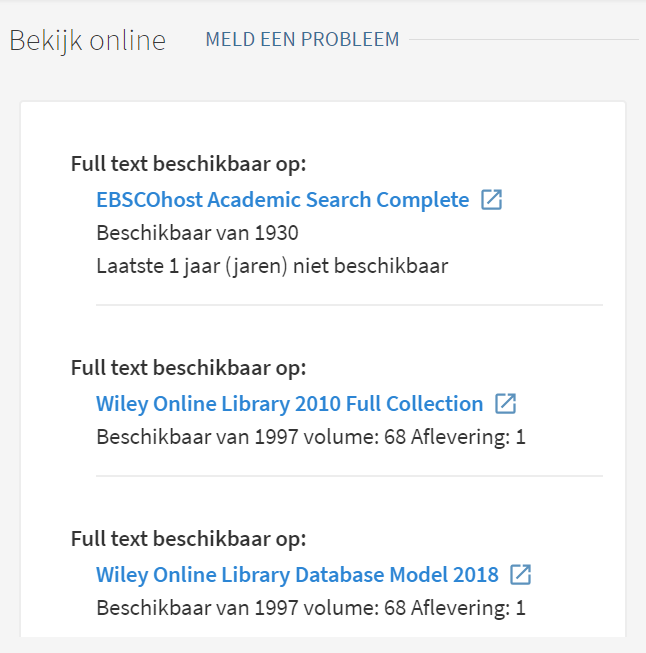 Bekijk online MELD EEN PROBLEEM
Full text beschikbaar op:
EBSCOhost Academic Search Complete
Beschikbaar van 1930
Laatste 1 jaar (jaren) niet beschikbaar
Full text beschikbaar op:
Wiley Online Library 2010 Full Collection
Beschikbaar van 1997 volume: 68 Aflevering: 1
Full text beschikbaar op:
Wiley Online Library Database Model 2018
Beschikbaar van 1997 volume: 68 Aflevering: 1